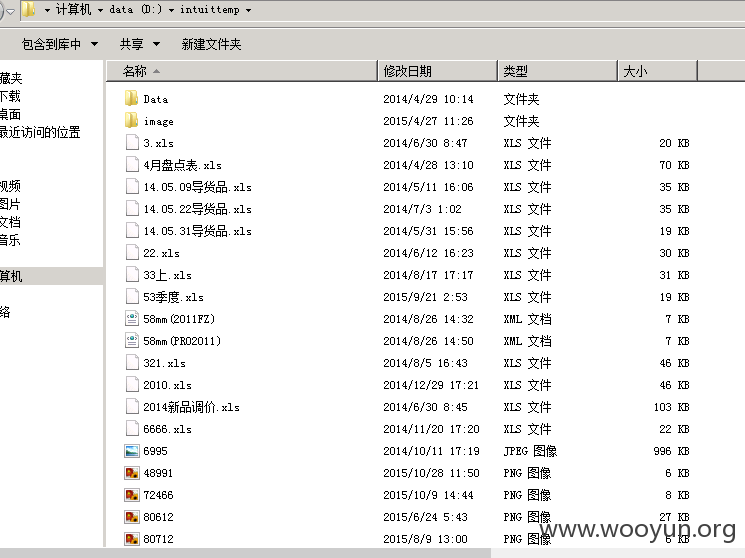 计算机 data (D:) intuittemp
包含到库中 共享 新建文件夹
藏夹
下载
桌面
最近访问的位置
视频
图片
文档
音乐
算机
络
名称 修改日期 类型 大小
Data 2014/4/29 10:14 文件夹
image 2015/4/27 11:26 文件夹
3.xls 2014/6/30 8:47 XLS 文件 20 KB
4月盘点表.xls 2014/4/28 13:10 XLS 文件 70 KB
14.05.09导货品.xls 2014/5/11 16:06 XLS 文件 35 KB
14.05.22导货品.xls 2014/7/3 1:02 XLS 文件 35 KB
14.05.31导货品.xls 2014/5/31 15:56 XLS 文件 19 KB
22.xls 2014/6/12 16:23 XLS 文件 30 KB
33上.xls 2014/8/17 17:17 XLS 文件 31 KB
53季度.xls 2015/9/21 2:53 XLS 文件 19 KB
58mm(2011FZ) 2014/8/26 14:32 XML 文档 7 KB
58mm(PRO2011) 2014/8/26 14:50 XML 文档 7 KB
321.xls 2014/8/5 16:43 XLS 文件 46 KB
2010.xls 2014/12/29 17:21 XLS 文件 46 KB
2014新品调价.xls 2014/6/30 8:45 XLS 文件 103 KB
6666.xls 2014/11/20 17:20 XLS 文件 22 KB
6995 2014/10/11 17:19 JPEG 图像 996 KB
48991 2015/10/28 11:50 PNG 图像 6 KB
72466 2015/10/9 14:44 PNG 图像 8 KB
80612 2015/6/24 5:43 PNG 图像 27 KB
80712 2015/8/9 13:00 PNG 图像 6 KB
www.wooyun.org